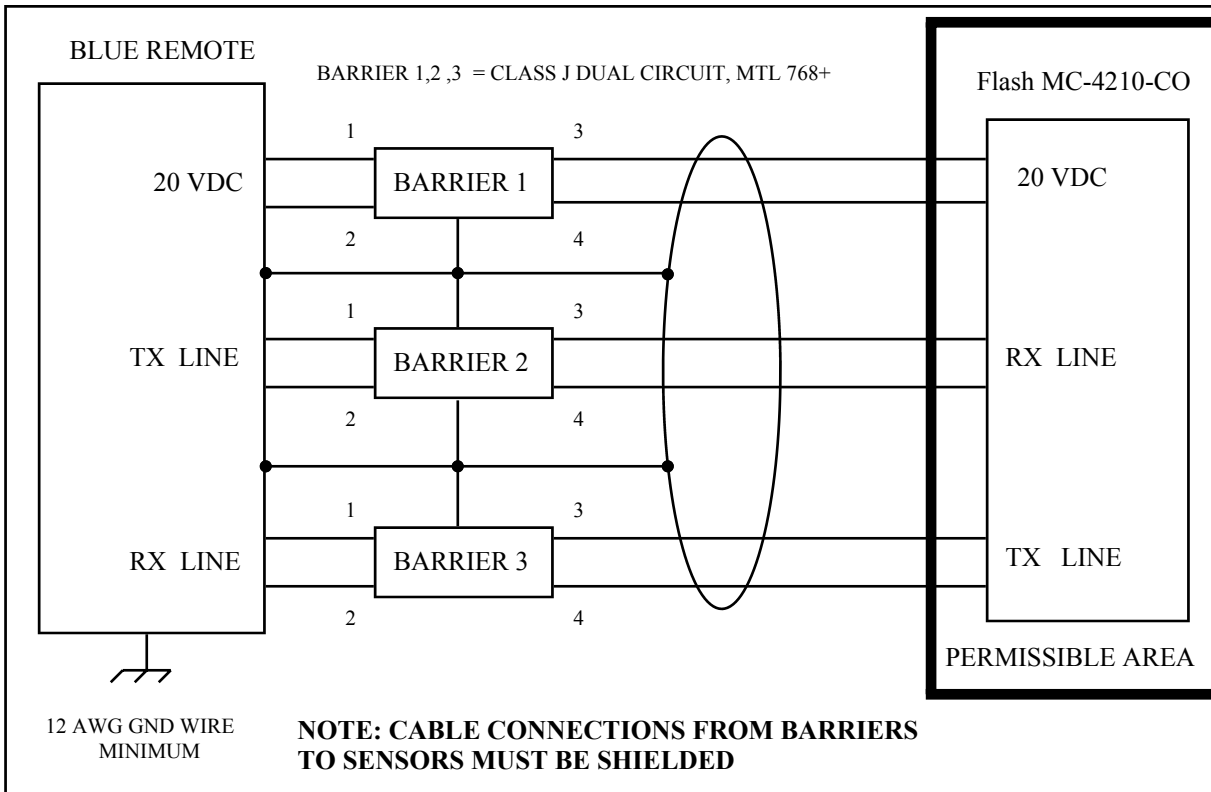 BLUE REMOTE
BARRIER 1,2 ,3 = CLASS J DUAL CIRCUIT, MTL 768+
Flash MC-4210-CO
1
3
20 VDC
BARRIER 1
20 VDC
2
4
1
3
TX LINE
BARRIER 2
RX LINE
2
4
1
3
RX LINE
BARRIER 3
TX LINE
2
4
PERMISSIBLE AREA
12 AWG GND WIRE
MINIMUM
NOTE: CABLE CONNECTIONS FROM BARRIERS
TO SENSORS MUST BE SHIELDED